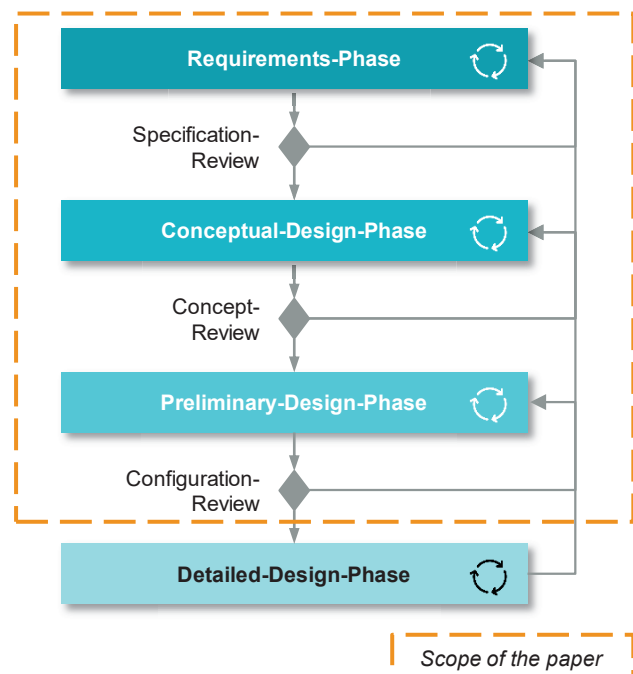 Requirements-Phase
Specification-
Review
Conceptual-Design-Phase
Concept-
Review
Preliminary-Design-Phase
Configuration-
Review
Detailed-Design-Phase
Scope of the paper